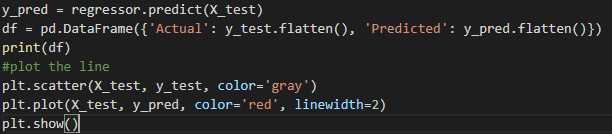 y_pred = regressor.predict(X_test)
df = pd.DataFrame({'Actual': y_test.flatten(), 'Predicted': y_pred.flatten()})
print(df)
#plot the line
plt.scatter(X_test, y_test, color='gray')
plt.plot(X_test, y_pred, color='red', linewidth=2)
plt.show()